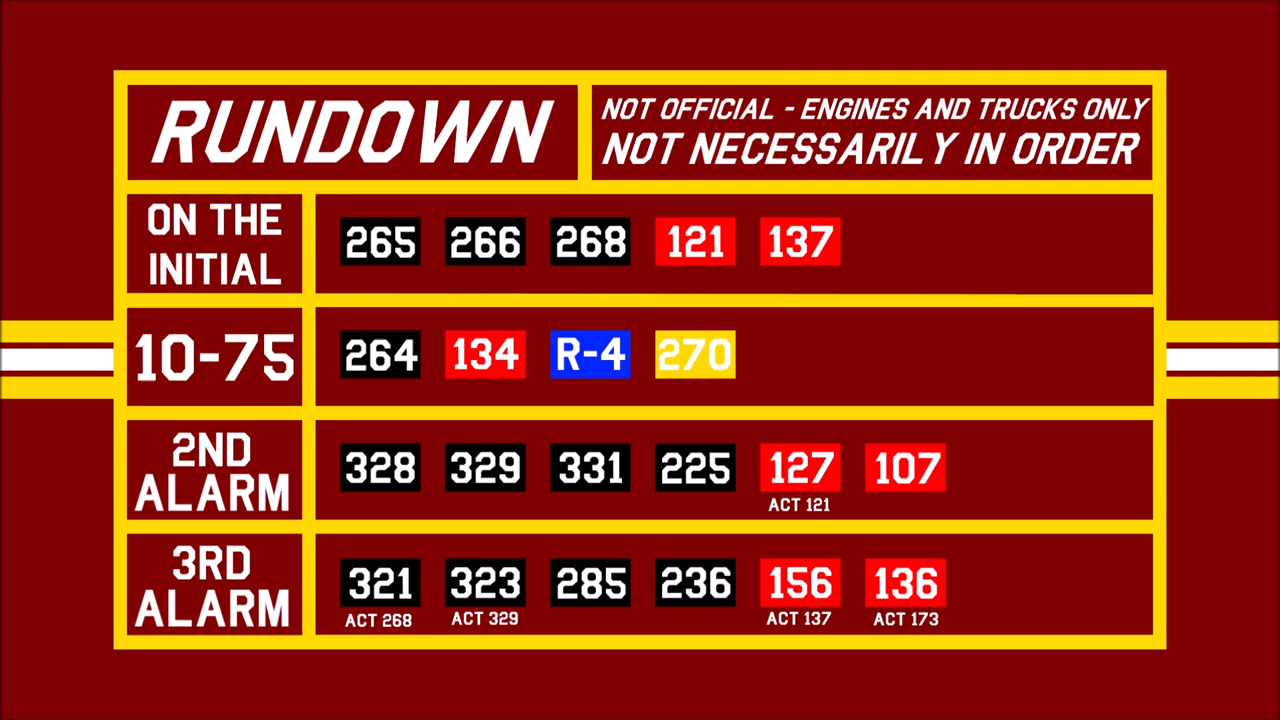 RUNDOWN
NOT OFFICIAL - ENGINES AND TRUCKS ONLY
NOT NECESSARILY IN ORDER
ON THE
INITIAL
265 266 268 121 137
10-75
264 134 R-4 270
2ND
ALARM
328 329 331 225 127 107
ACT 121
3RD
ALARM
321 323 285 236 156 136
ACT 268 ACT 329 ACT 137 ACT 173